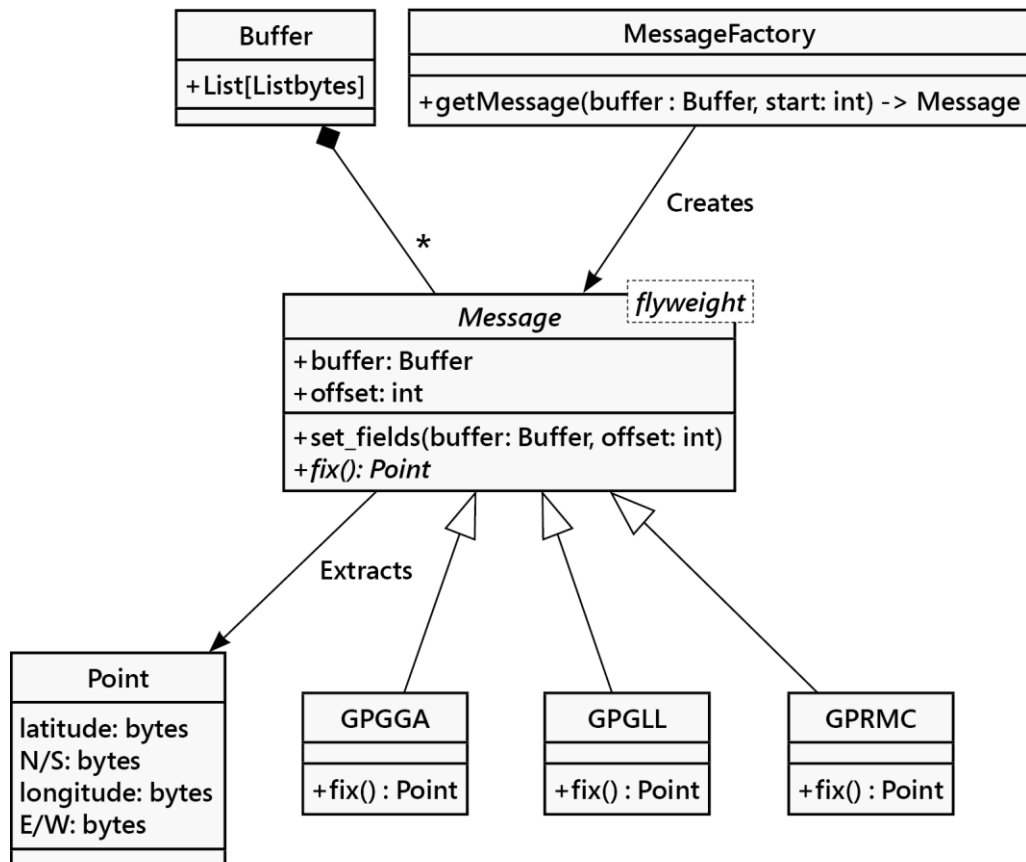 Buffer
+List[Listbytes]
MessageFactory
+getMessage(buffer : Buffer, start: int) -> Message
Creates
*
flyweight
Message
+buffer: Buffer
+offset: int
+set_fields(buffer: Buffer, offset: int)
+fix(): Point
Extracts
Point
latitude: bytes
N/S: bytes
longitude: bytes
E/W: bytes
GPGGA
+fix() : Point
GPGLL
+fix() : Point
GPRMC
+fix() : Point